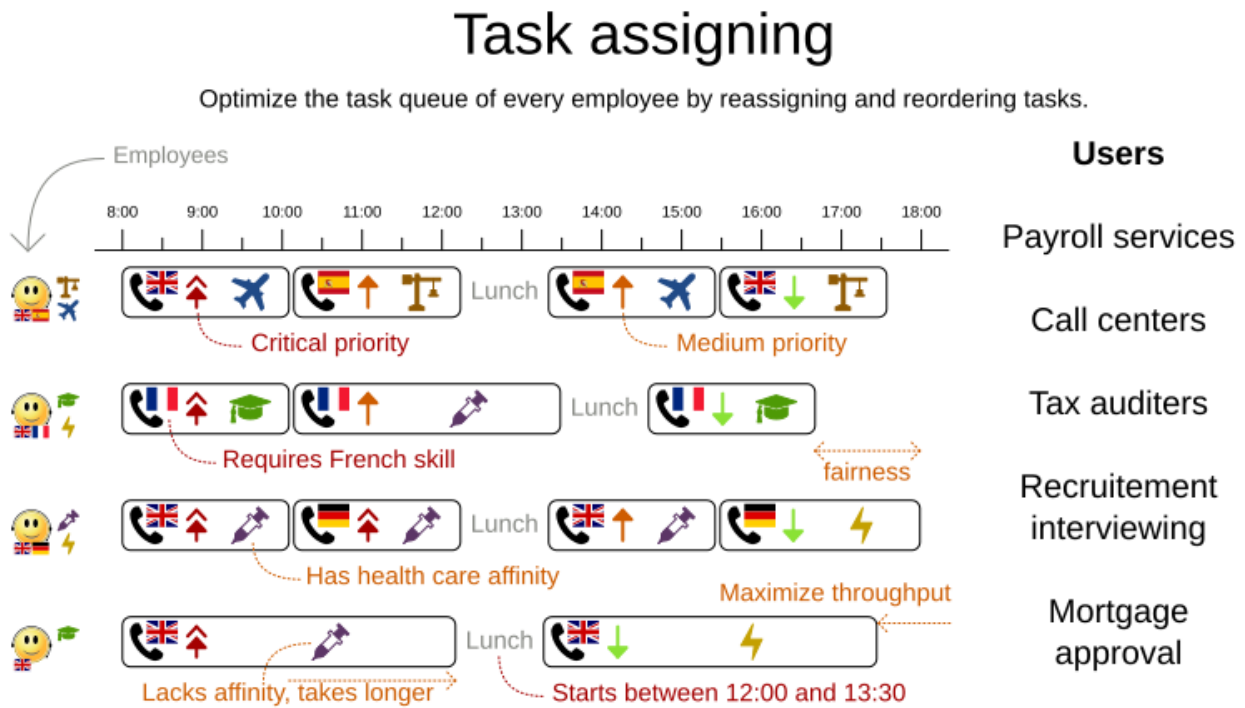 Task assigning
Optimize the task queue of every employee by reassigning and reordering tasks.
Employees
Users
8:00 9:00 10:00 11:00 12:00 13:00 14:00 15:00 16:00 17:00 18:00
Payroll services
Lunch
Call centers
Critical priority
Medium priority
Lunch
Tax auditers
Requires French skill
fairness
Recruitement
interviewing
Lunch
Has health care affinity
Maximize throughput
Mortgage
approval
Lunch
Lacks affinity, takes longer
Starts between 12:00 and 13:30